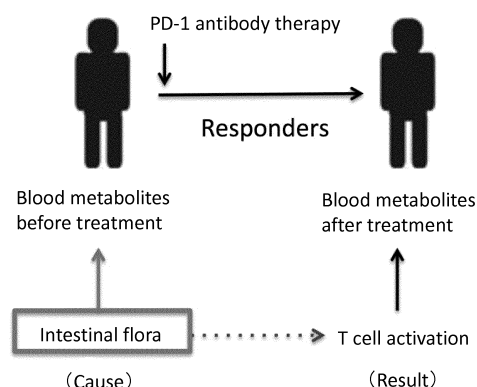 PD-1 antibody therapy
Responders
Blood metabolites
before treatment
Blood metabolites
after treatment
Intestinal flora
T cell activation
（Cause）
（Result）